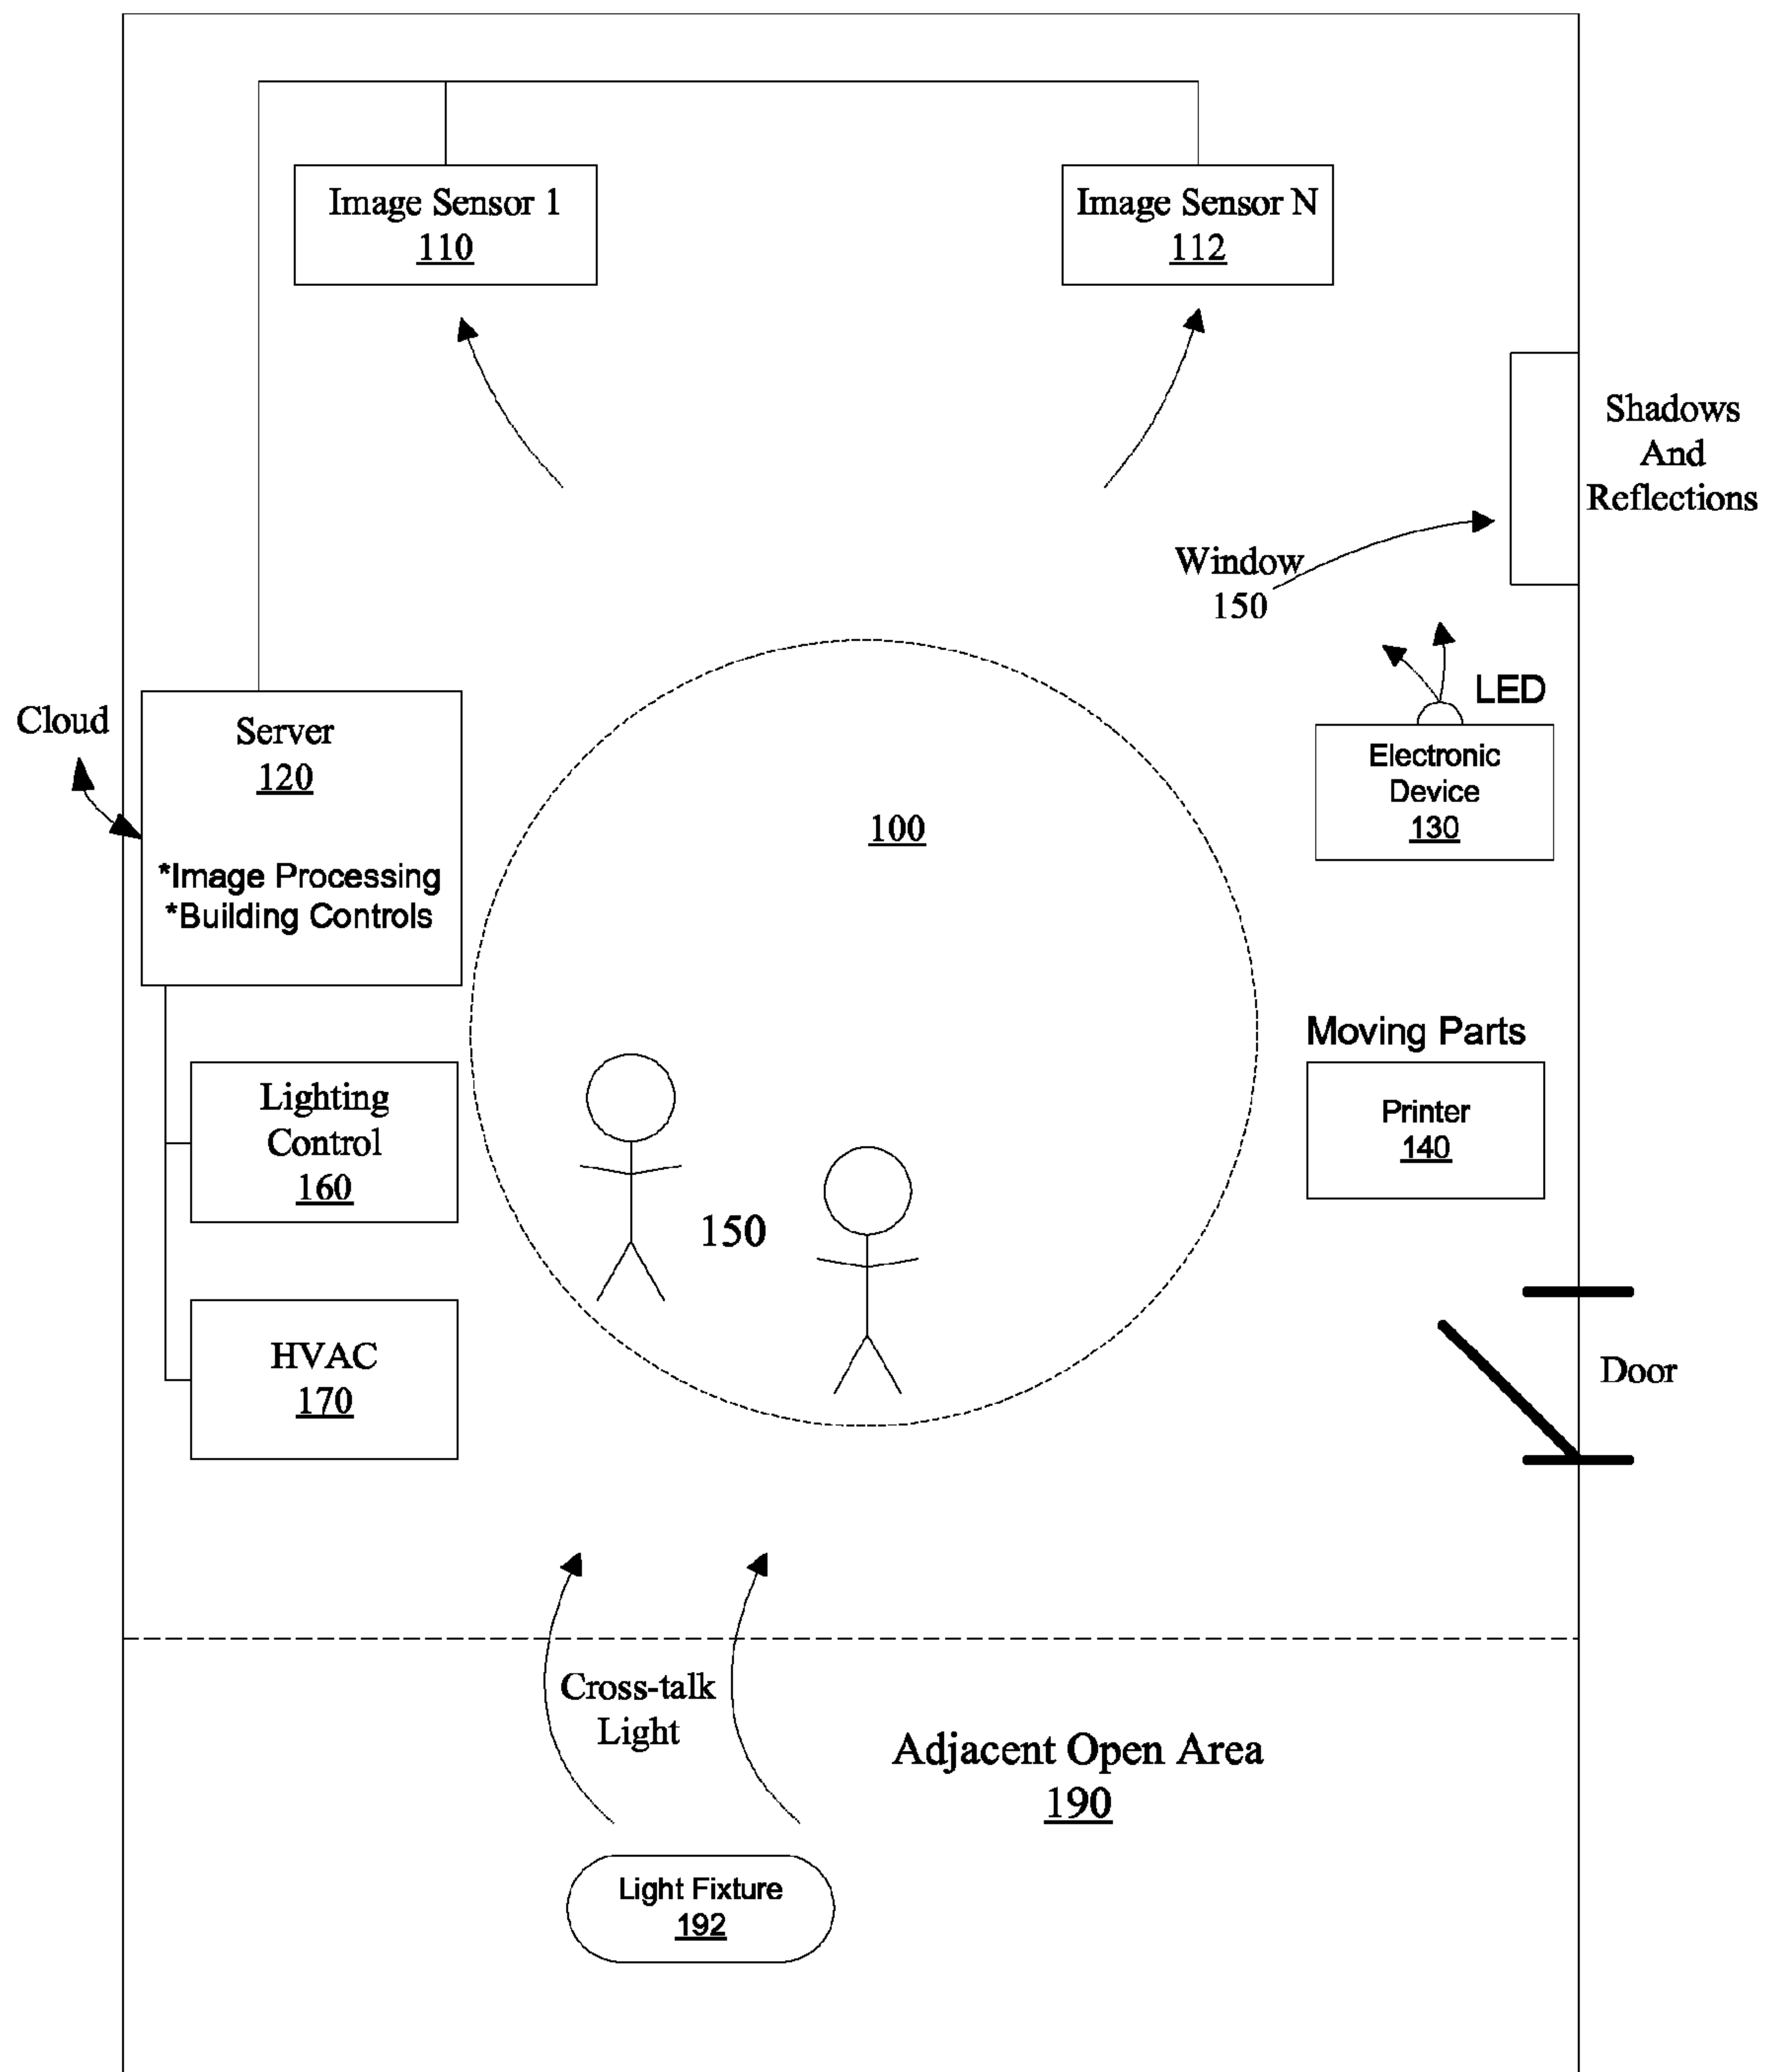 Image Sensor 1
110
Image Sensor N
112
Shadows
And
Reflections
Window
150
Cloud
Server
120
*Image Processing
*Building Controls
LED
Electronic
Device
130
100
Moving Parts
Printer
140
Lighting
Control
160
150
HVAC
170
Door
Cross-talk
Light
Adjacent Open Area
190
Light Fixture
192